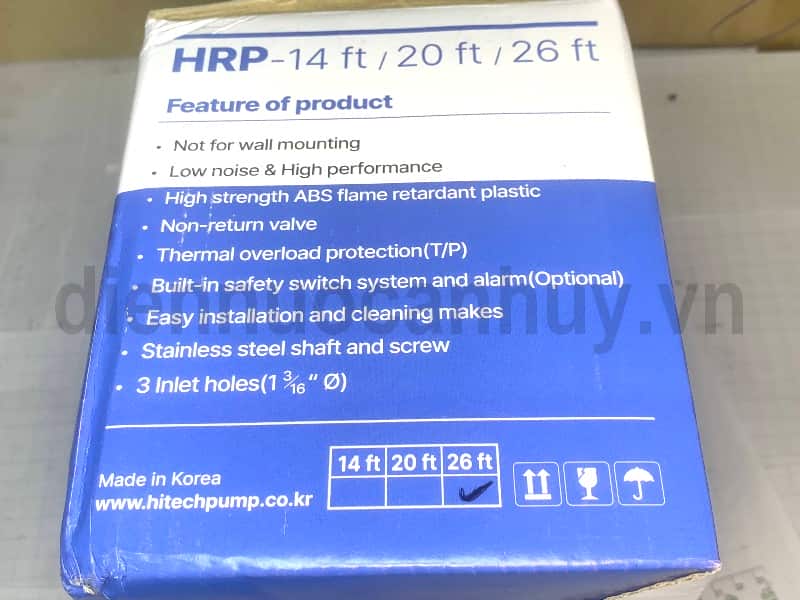 HRP-14 ft / 20 ft / 26 ft
Feature of product
• Not for wall mounting
• Low noise & High performance
• High strength ABS flame retardant plastic
• Non-return valve
• Thermal overload protection(T/P)
• Built-in safety switch system and alarm(Optional)
diennuocanhuy.vn
• Easy installation and cleaning makes
• Stainless steel shaft and screw
• 3 Inlet holes(1 3/16 “ Ø)
14 ft 20 ft 26 ft
Made in Korea
www.hitechpump.co.kr